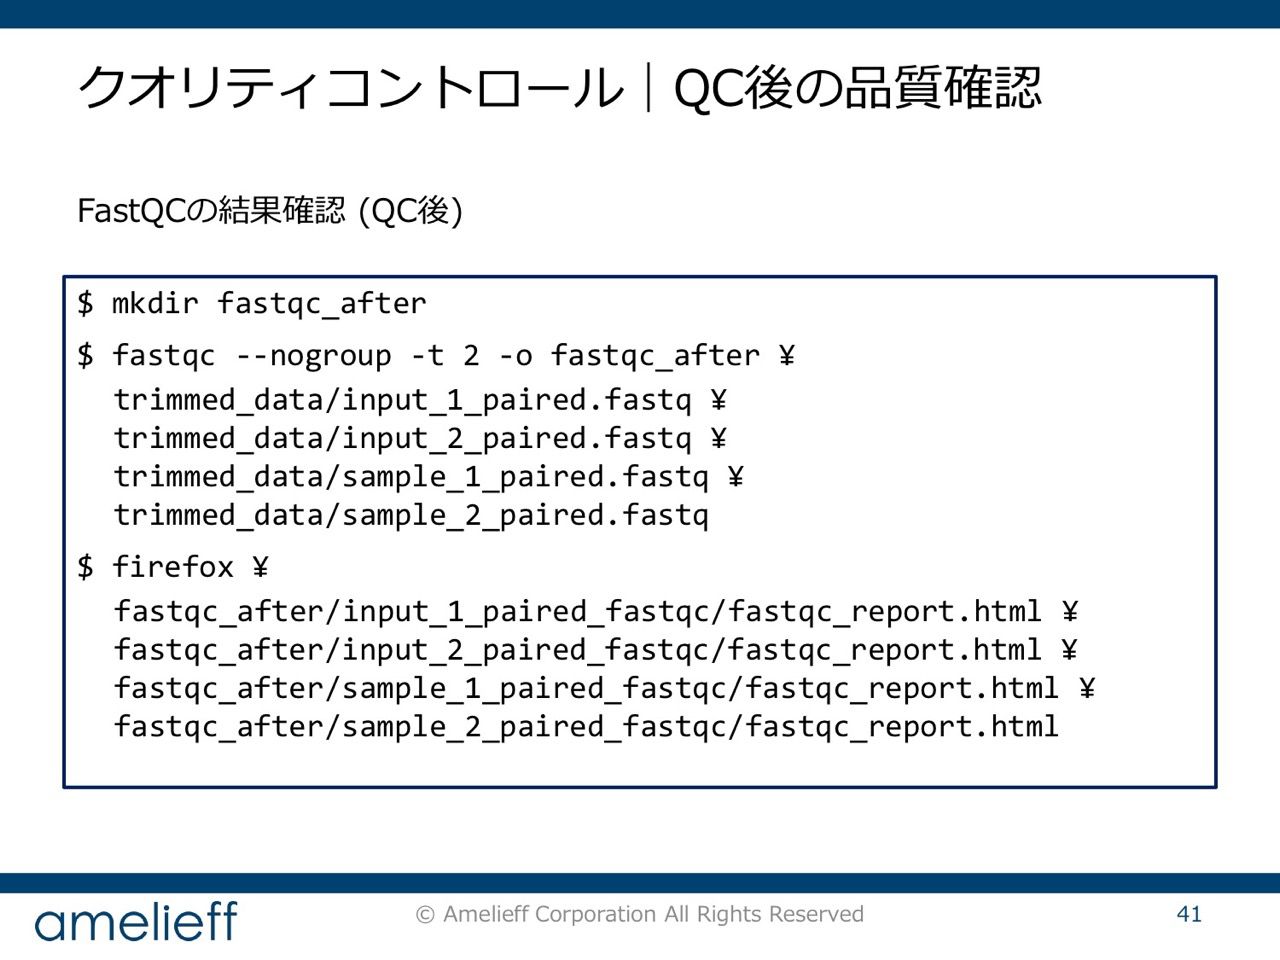 クオリティコントロール｜QC後の品質確認
FastQCの結果確認 (QC後)
$ mkdir fastqc_after
$ fastqc --nogroup -t 2 -o fastqc_after ¥
trimmed_data/input_1_paired.fastq ¥
trimmed_data/input_2_paired.fastq ¥
trimmed_data/sample_1_paired.fastq ¥
trimmed_data/sample_2_paired.fastq
$ firefox ¥
fastqc_after/input_1_paired_fastqc/fastqc_report.html ¥
fastqc_after/input_2_paired_fastqc/fastqc_report.html ¥
fastqc_after/sample_1_paired_fastqc/fastqc_report.html ¥
fastqc_after/sample_2_paired_fastqc/fastqc_report.html
amelieff
© Amelieff Corporation All Rights Reserved
41